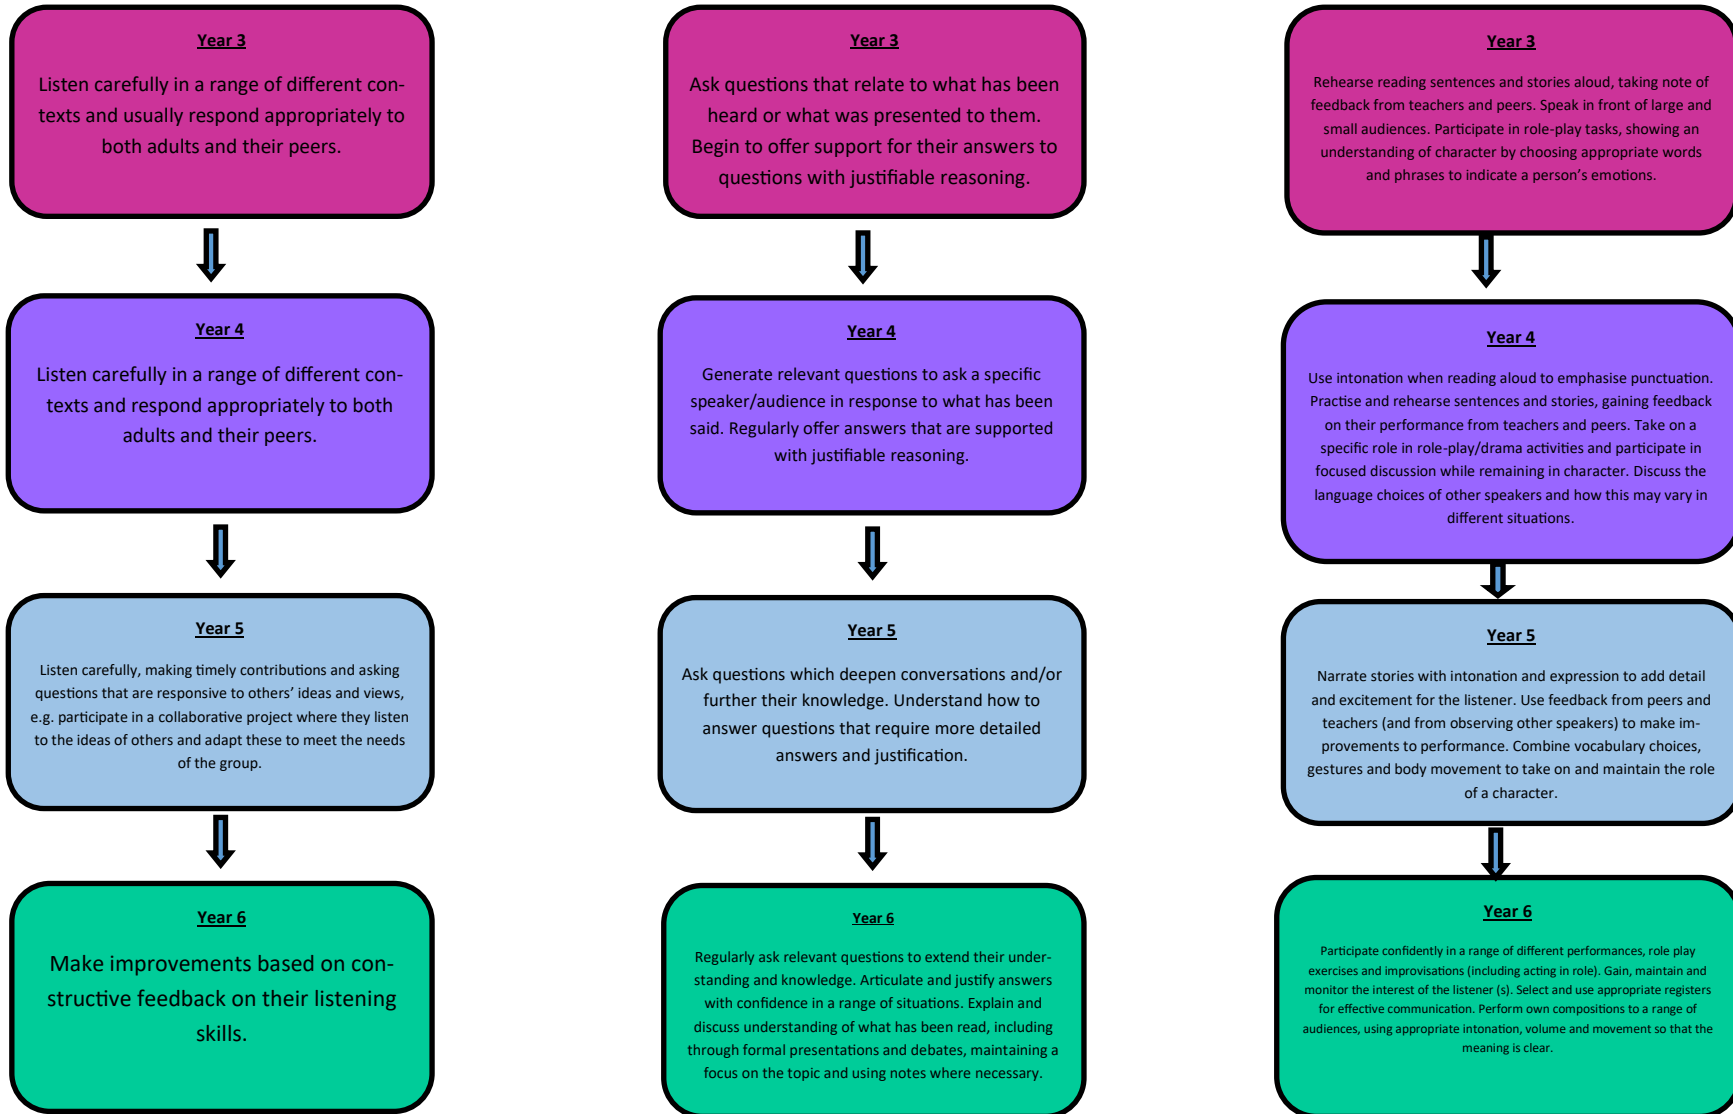 Year 3
Listen carefully in a range of different con-
texts and usually respond appropriately to
both adults and their peers.
Year 4
Listen carefully in a range of different con-
texts and respond appropriately to both
adults and their peers.
Year 5
Listen carefully, making timely contributions and asking
questions that are responsive to others’ ideas and views,
e.g. participate in a collaborative project where they listen
to the ideas of others and adapt these to meet the needs
of the group.
Year 6
Make improvements based on con-
structive feedback on their listening
skills.
Year 3
Ask questions that relate to what has been
heard or what was presented to them.
Begin to offer support for their answers to
questions with justifiable reasoning.
Year 4
Generate relevant questions to ask a specific
speaker/audience in response to what has been
said. Regularly offer answers that are supported
with justifiable reasoning.
Year 5
Ask questions which deepen conversations and/or
further their knowledge. Understand how to
answer questions that require more detailed
answers and justification.
Year 6
Regularly ask relevant questions to extend their under-
standing and knowledge. Articulate and justify answers
with confidence in a range of situations. Explain and
discuss understanding of what has been read, including
through formal presentations and debates, maintaining a
focus on the topic and using notes where necessary.
Year 3
Rehearse reading sentences and stories aloud, taking note of
feedback from teachers and peers. Speak in front of large and
small audiences. Participate in role-play tasks, showing an
understanding of character by choosing appropriate words
and phrases to indicate a person’s emotions.
Year 4
Use intonation when reading aloud to emphasise punctuation.
Practise and rehearse sentences and stories, gaining feedback
on their performance from teachers and peers. Take on a
specific role in role-play/drama activities and participate in
focused discussion while remaining in character. Discuss the
language choices of other speakers and how this may vary in
different situations.
Year 5
Narrate stories with intonation and expression to add detail
and excitement for the listener. Use feedback from peers and
teachers (and from observing other speakers) to make im-
provements to performance. Combine vocabulary choices,
gestures and body movement to take on and maintain the role
of a character.
Year 6
Participate confidently in a range of different performances, role play
exercises and improvisations (including acting in role). Gain, maintain and
monitor the interest of the listener (s). Select and use appropriate registers
for effective communication. Perform own compositions to a range of
audiences, using appropriate intonation, volume and movement so that the
meaning is clear.